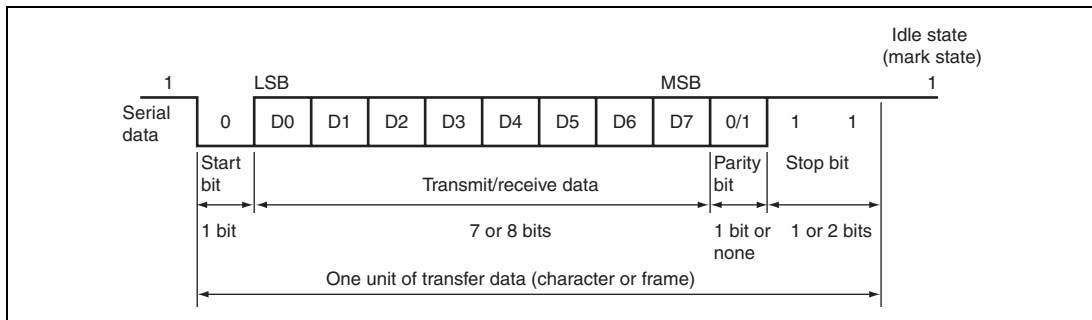 Idle state
(mark state)
1 LSB MSB 1
Serial
data
0 D0 D1 D2 D3 D4 D5 D6 D7 0/1 1 1
Start
bit
Transmit/receive data
Parity
bit
Stop bit
1 bit
7 or 8 bits
1 bit or
none
1 or 2 bits
One unit of transfer data (character or frame)